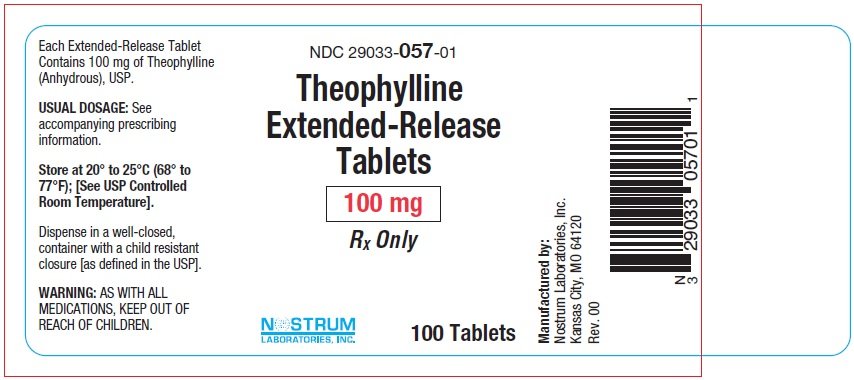 Each Extended-Release Tablet
Contains 100 mg of Theophylline
(Anhydrous), USP.
USUAL DOSAGE: See
accompanying prescribing
information.
Store at 20° to 25°C (68° to
77°F); [See USP Controlled
Room Temperature].
Dispense in a well-closed,
container with a child resistant
closure [as defined in the USP].
WARNING: AS WITH ALL
MEDICATIONS, KEEP OUT OF
REACH OF CHILDREN.
NDC 29033-057-01
Theophylline
Extended-Release
Tablets
100 mg
Rx Only
NOSTRUM
LABORATORIES, INC.
100 Tablets
Manufactured by:
Nostrum Laboratories, Inc.
Kansas City, MO 64120
Rev. 00
N
3 29033 05701 1